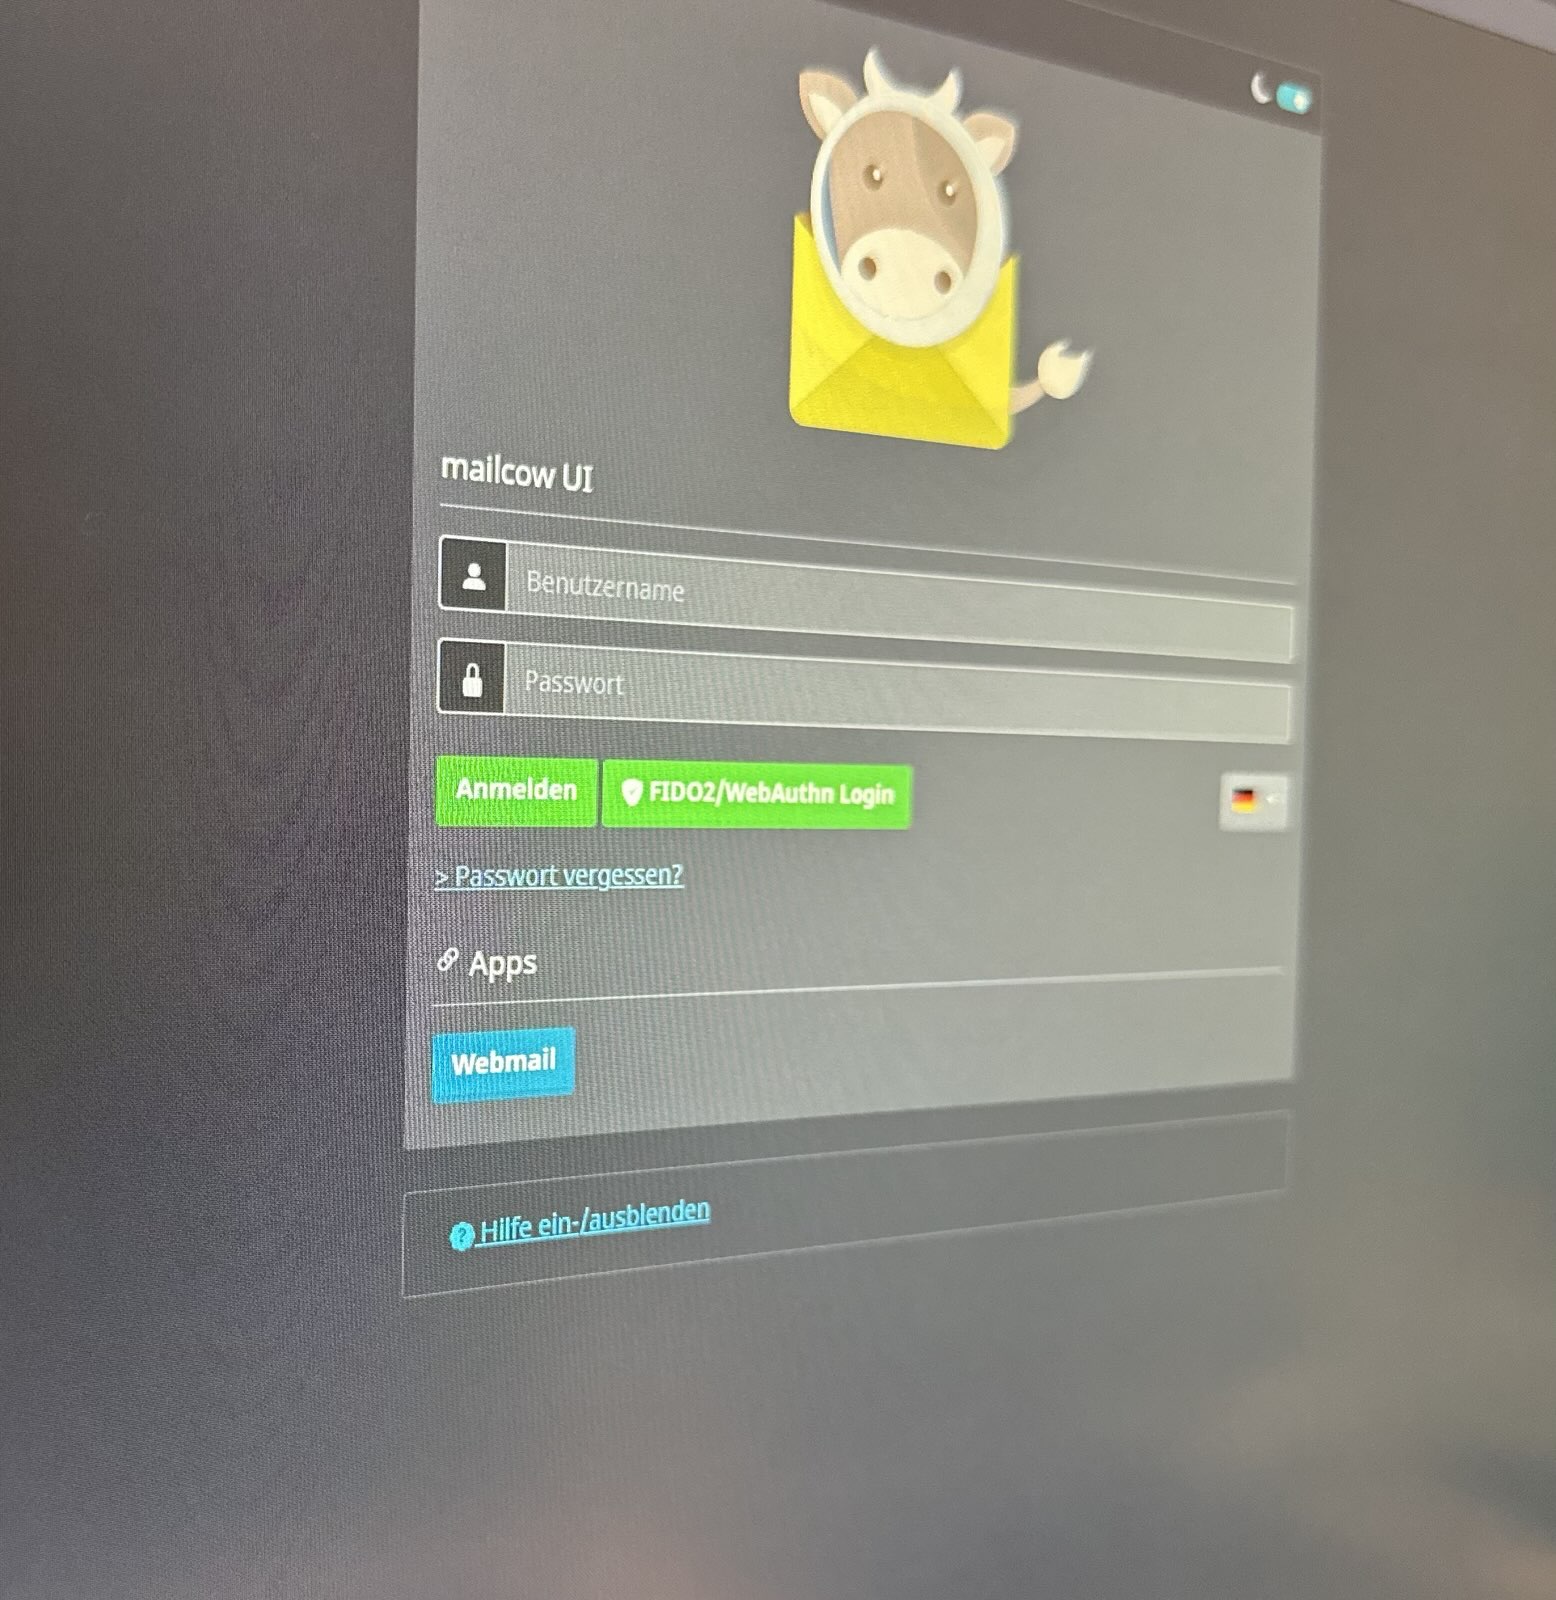 mailcow UI
Benutzername
Passwort
Anmelden
FIDO2/WebAuthn Login
> Passwort vergessen?
Apps
Webmail
Hilfe ein-/ausblenden